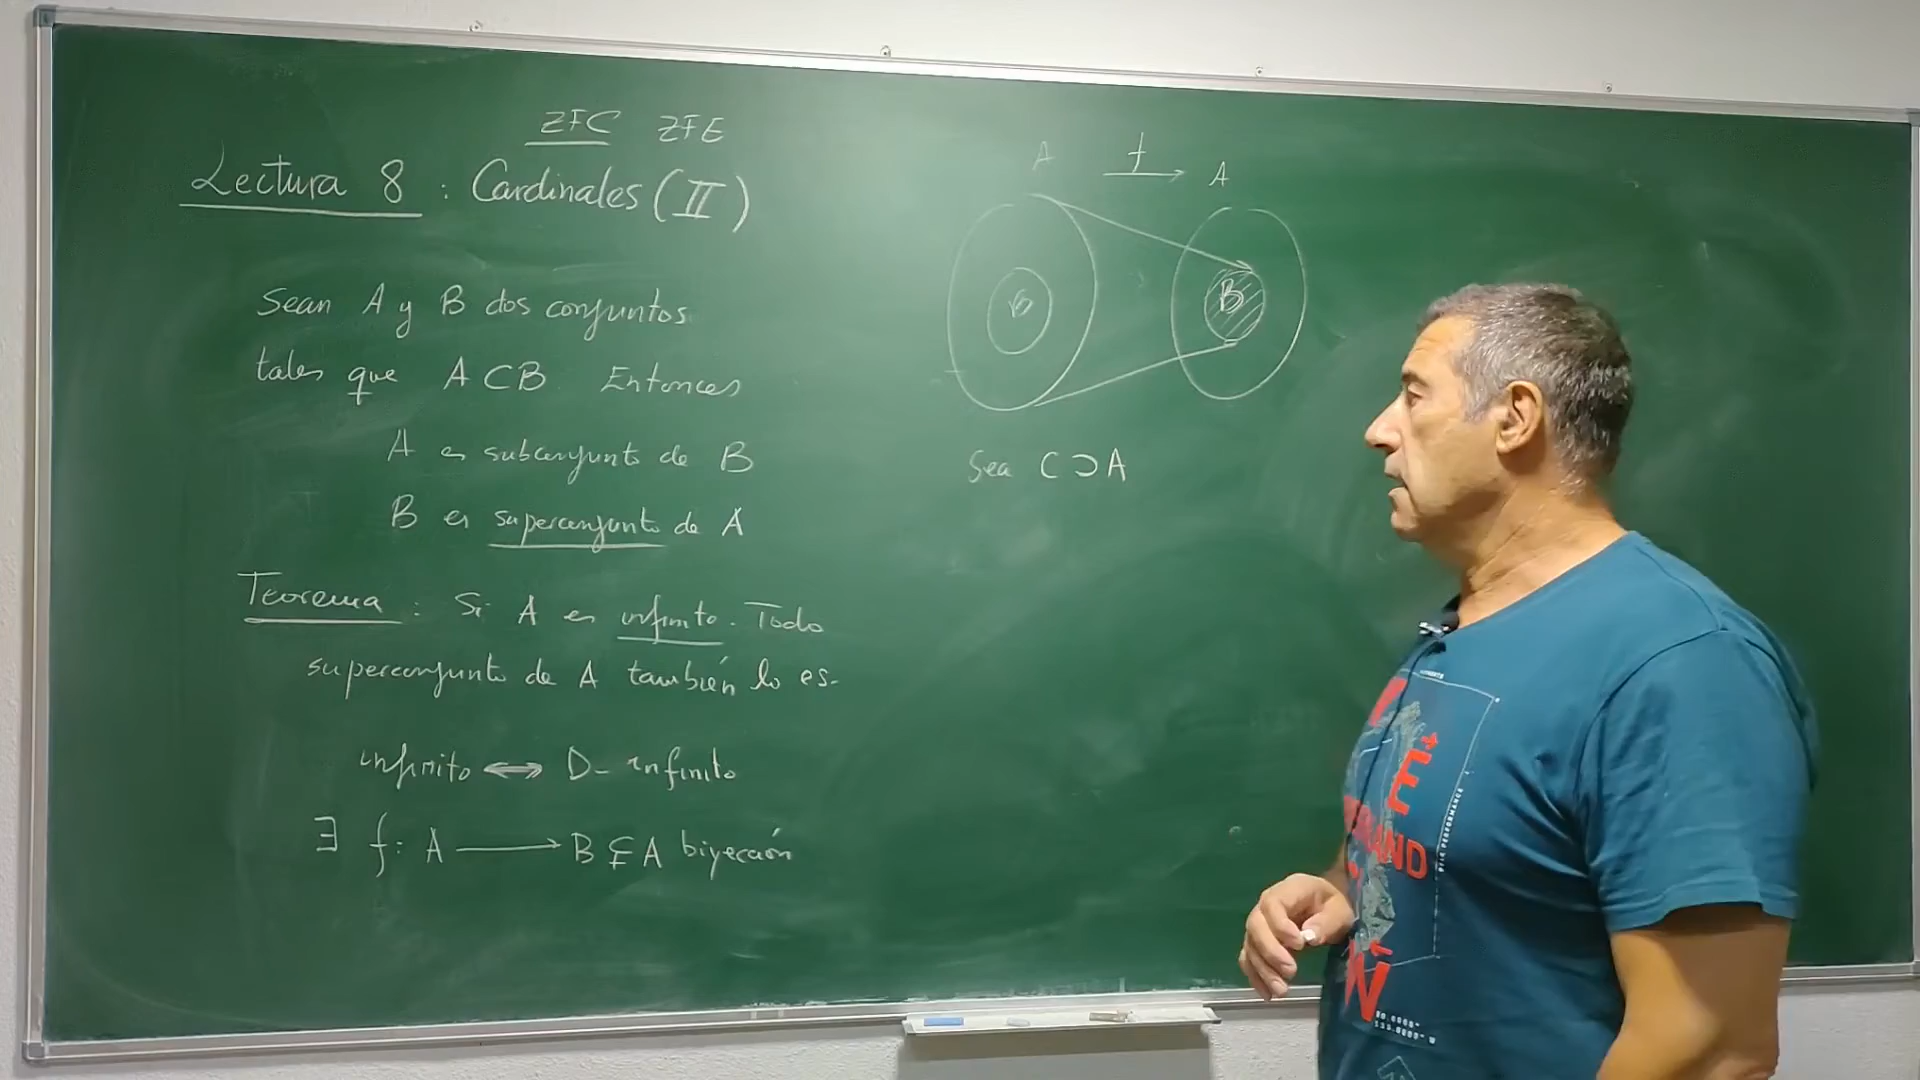 ZFC ZFE
Lectura 8 : Cardinales (II)
Sean A y B dos conjuntos
tales que A ⊂ B Entonces
A es subconjunto de B
B es superconjunto de A
Teorema : Si A es infinito. Todo
superconjunto de A también lo es.
infinito ⟺ D-infinito
∃ f: A ⟶ B ⊊ A biyección
A f→ A
B B
Sea C ⊃ A
E
AND
W